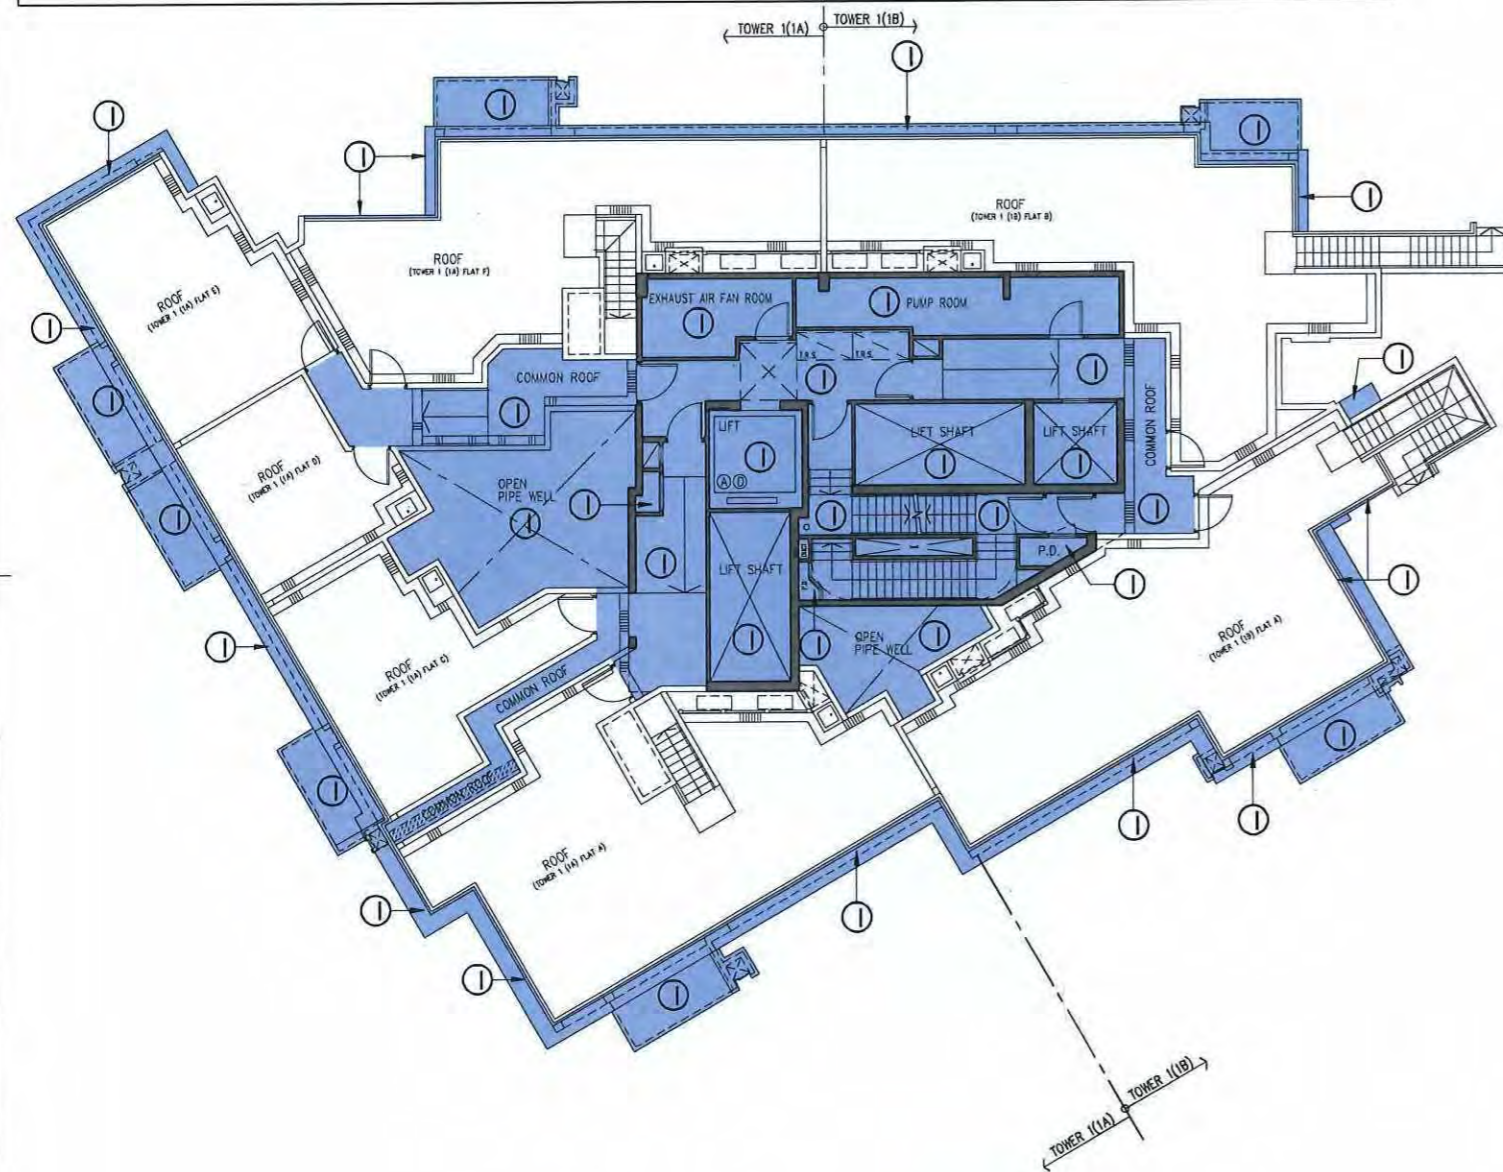 TOWER 1(1A)
TOWER 1(1B)
I
I
I
I
I
I
I
ROOF
(TOWER 1 (1B) FLAT B)
ROOF
(TOWER 1 (1A) FLAT F)
ROOF
(TOWER 1 (1A) FLAT E)
EXHAUST AIR FAN ROOM
I
I
PUMP ROOM
I
T.R.S.
T.R.S.
COMMON ROOF
I
I
I
I
COMMON ROOF
I
LIFT
I
A D
LIFT SHAFT
I
LIFT SHAFT
I
ROOF
(TOWER 1 (1A) FLAT D)
OPEN
PIPE WELL
I
I
I
I
I
I
I
P.D.
I
I
LIFT SHAFT
I
I
OPEN
PIPE WELL
I
I
ROOF
(TOWER 1 (1B) FLAT A)
I
ROOF
(TOWER 1 (1A) FLAT C)
COMMON ROOF
I
COMMON ROOF
I
I
I
ROOF
(TOWER 1 (1A) FLAT A)
I
I
I
I
TOWER 1(1B)
TOWER 1(1A)